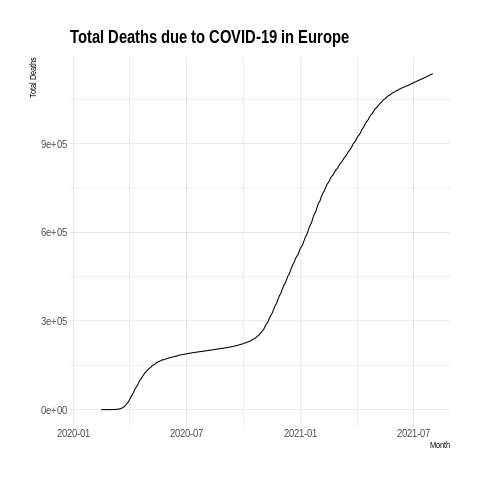 Total Deaths due to COVID-19 in Europe
Total Deaths
9e+05
6e+05
3e+05
0e+00
2020-01 2020-07 2021-01 2021-07
Month